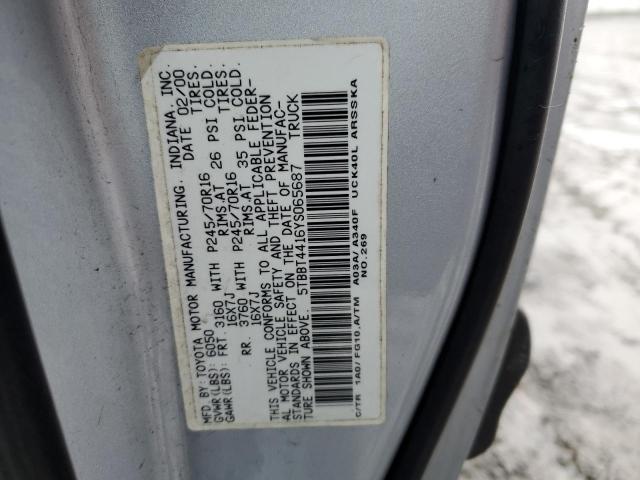 MFD. BY: TOYOTA MOTOR MANUFACTURING, INDIANA, INC.
GVWR(LBS): 6050 DATE 02/00
GAWR(LBS): FRT. 3160 WITH P245/70R16 TIRES.
16X7J RIMS.AT 26 PSI COLD.
RR. 3760 WITH P245/70R16 TIRES:
16X7J RIMS.AT 35 PSI COLD.
THIS VEHICLE CONFORMS TO ALL APPLICABLE FEDER-
AL MOTOR VEHICLE SAFETY AND THEFT PREVENTION
STANDARDS IN EFFECT ON THE DATE OF MANUFAC-
TURE SHOWN ABOVE. 5TBBT4416YS065687 TRUCK
C/TR 1A0/FG10,A/TM A03A/A340F UCK40L ARSSKA
NO.269